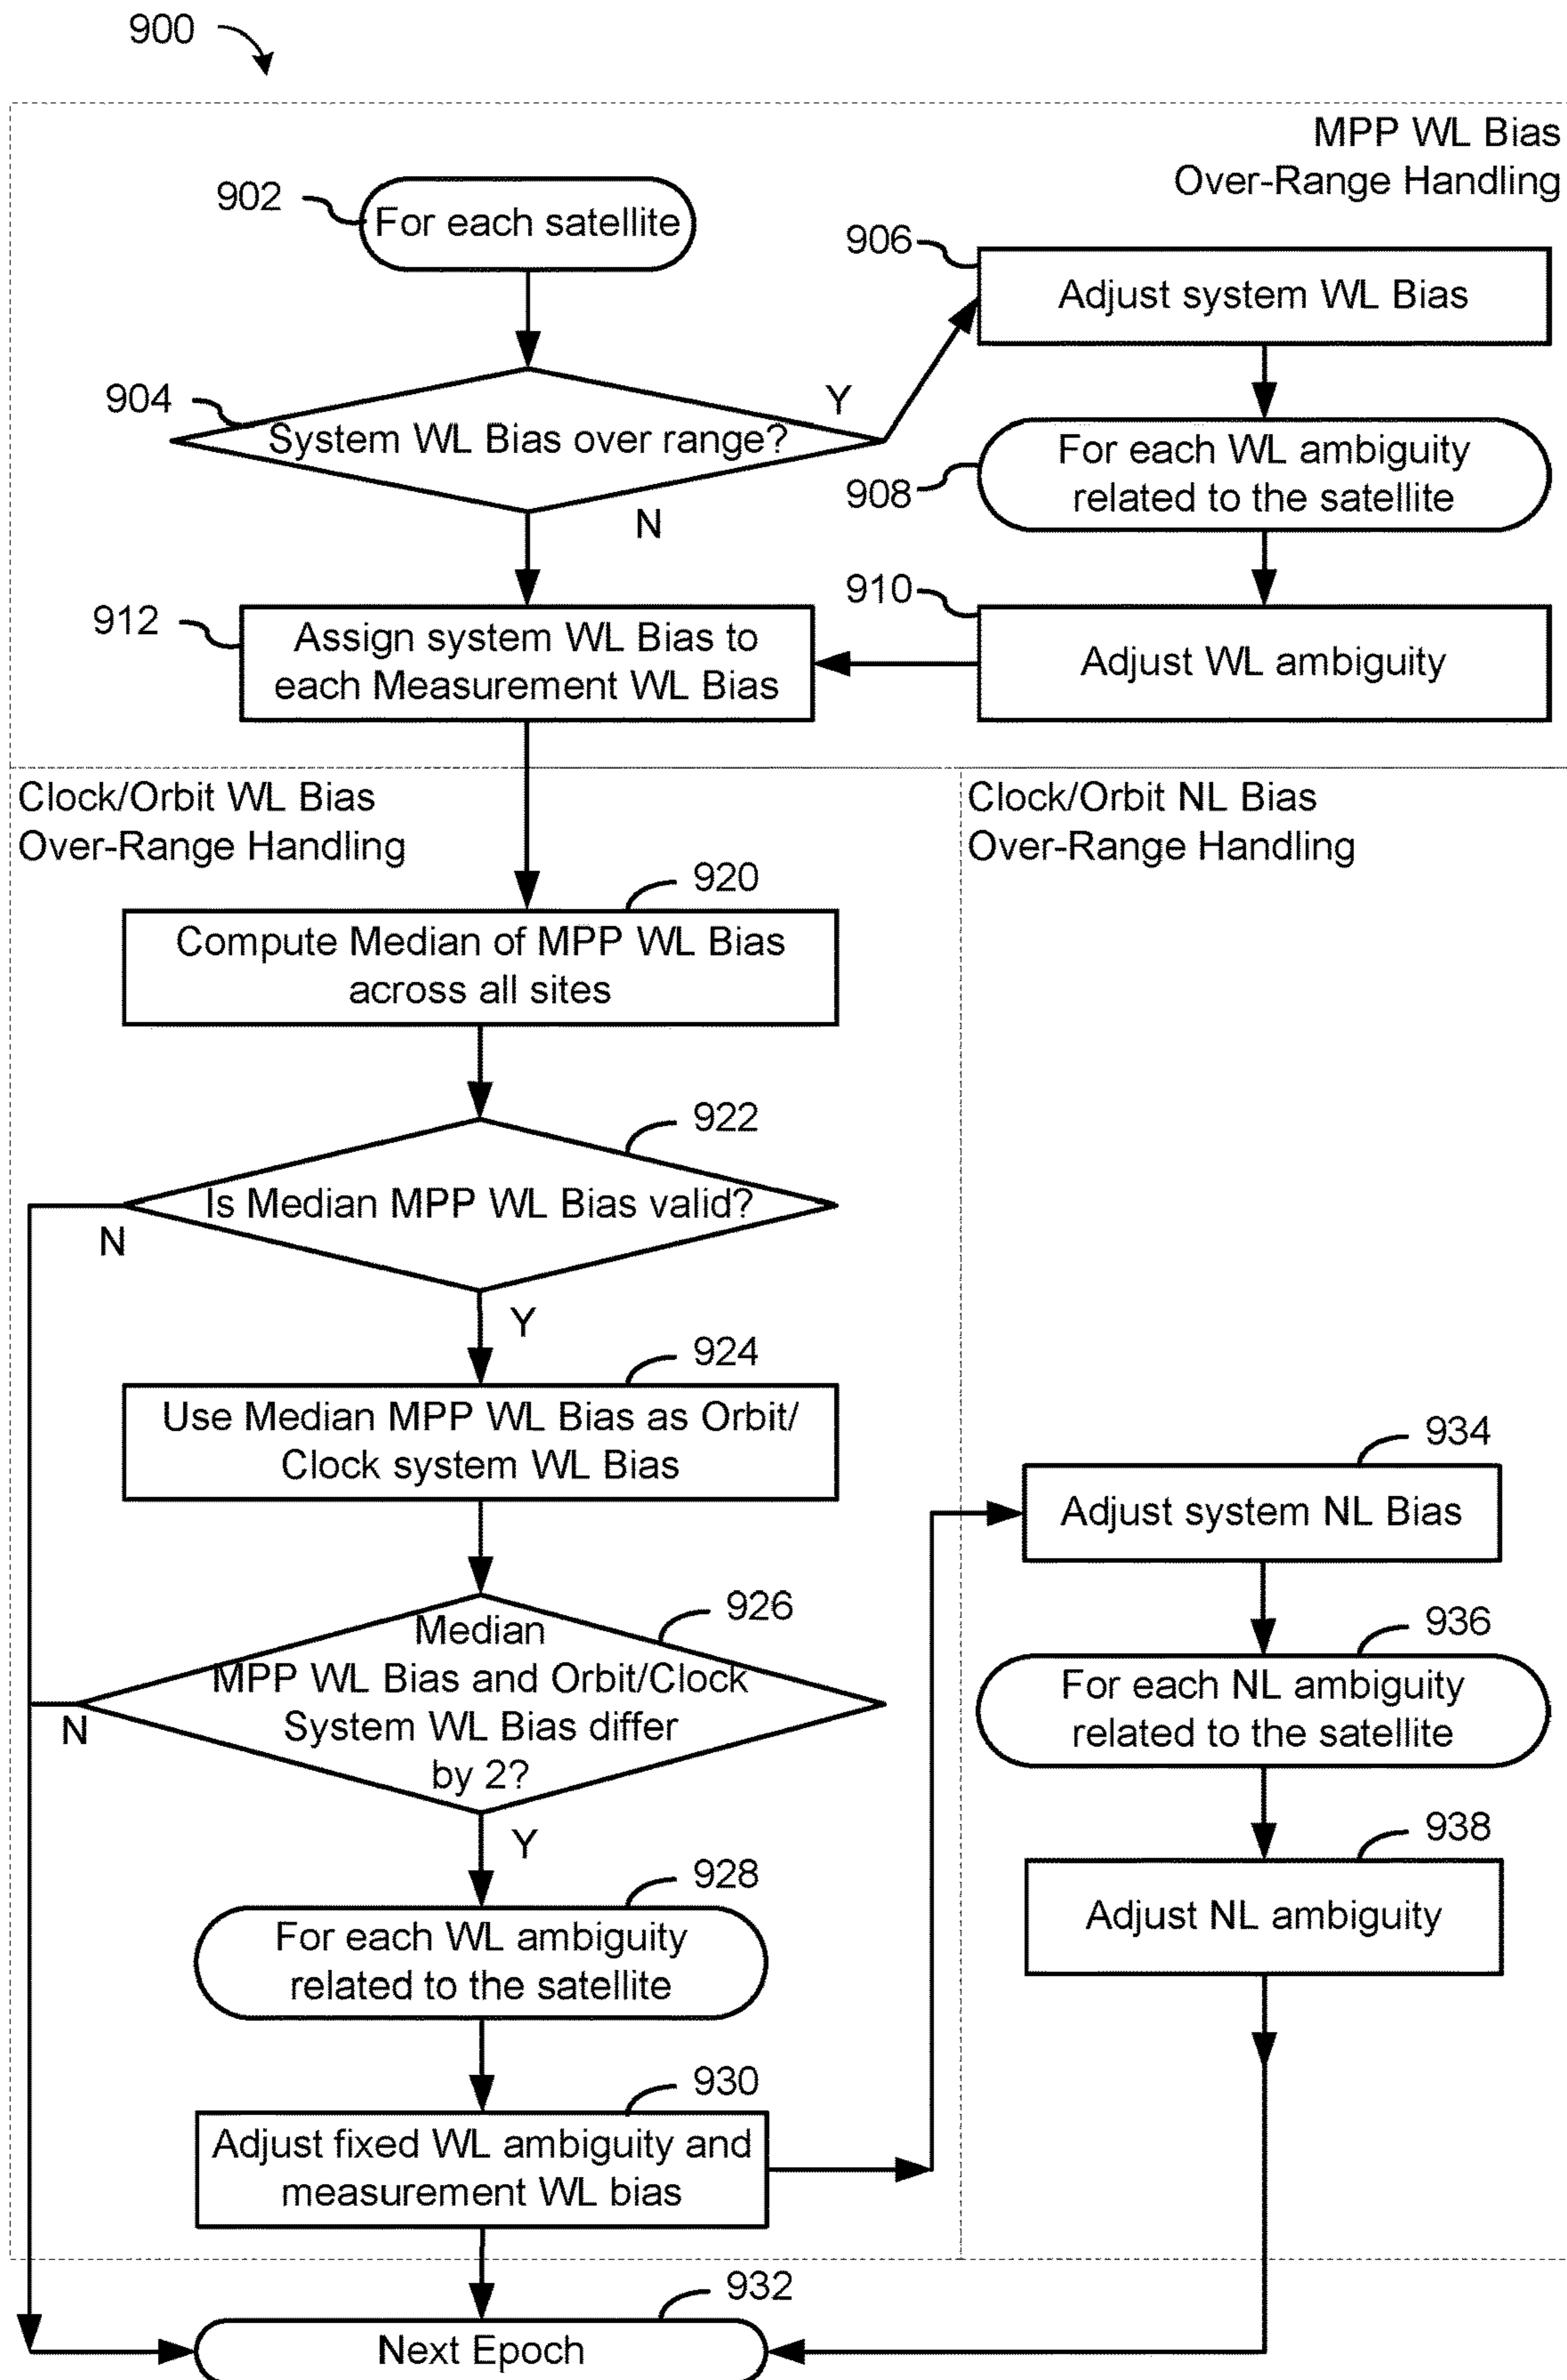 900
MPP WL Bias
Over-Range Handling
902
For each satellite
906
Adjust system WL Bias
904
System WL Bias over range?
Y
N
908
For each WL ambiguity
related to the satellite
910
Adjust WL ambiguity
912
Assign system WL Bias to
each Measurement WL Bias
Clock/Orbit WL Bias
Over-Range Handling
Clock/Orbit NL Bias
Over-Range Handling
920
Compute Median of MPP WL Bias
across all sites
922
Is Median MPP WL Bias valid?
N
Y
924
Use Median MPP WL Bias as Orbit/
Clock system WL Bias
926
Median
MPP WL Bias and Orbit/Clock
System WL Bias differ
by 2?
N
Y
928
For each WL ambiguity
related to the satellite
930
Adjust fixed WL ambiguity and
measurement WL bias
934
Adjust system NL Bias
936
For each NL ambiguity
related to the satellite
938
Adjust NL ambiguity
932
Next Epoch